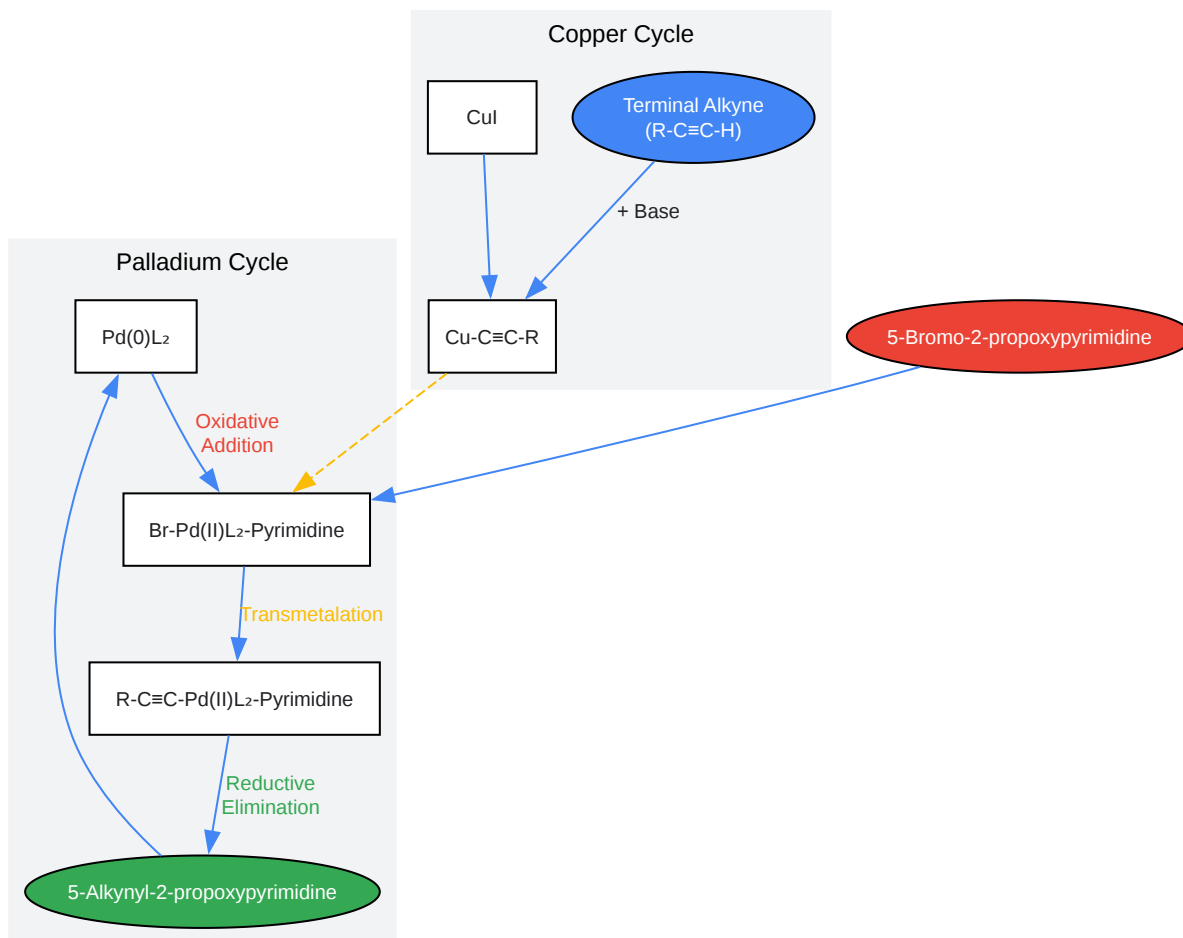 Copper Cycle
CuI
Terminal Alkyne
(R-C≡C-H)
+ Base
Palladium Cycle
Pd(0)L₂
Cu-C≡C-R
5-Bromo-2-propoxypyrimidine
Oxidative
Addition
Br-Pd(II)L₂-Pyrimidine
Transmetalation
R-C≡C-Pd(II)L₂-Pyrimidine
Reductive
Elimination
5-Alkynyl-2-propoxypyrimidine